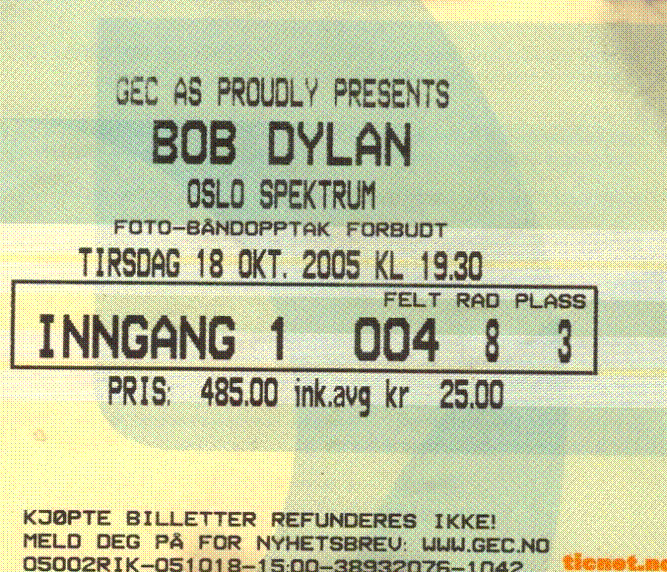 GEC AS PROUDLY PRESENTS
BOB DYLAN
OSLO SPEKTRUM
FOTO-BÅNDOPPTAK FORBUDT
TIRSDAG 18 OKT. 2005 KL 19.30
FELT RAD PLASS
INNGANG 1 004 8 3
PRIS: 485.00 ink.avg kr 25.00
KJØPTE BILLETTER REFUNDERES IKKE!
MELD DEG PÅ FOR NYHETSBREV: WWW.GEC.NO
05002RIK-051018-15:00-38932076-1042
ticnet.no